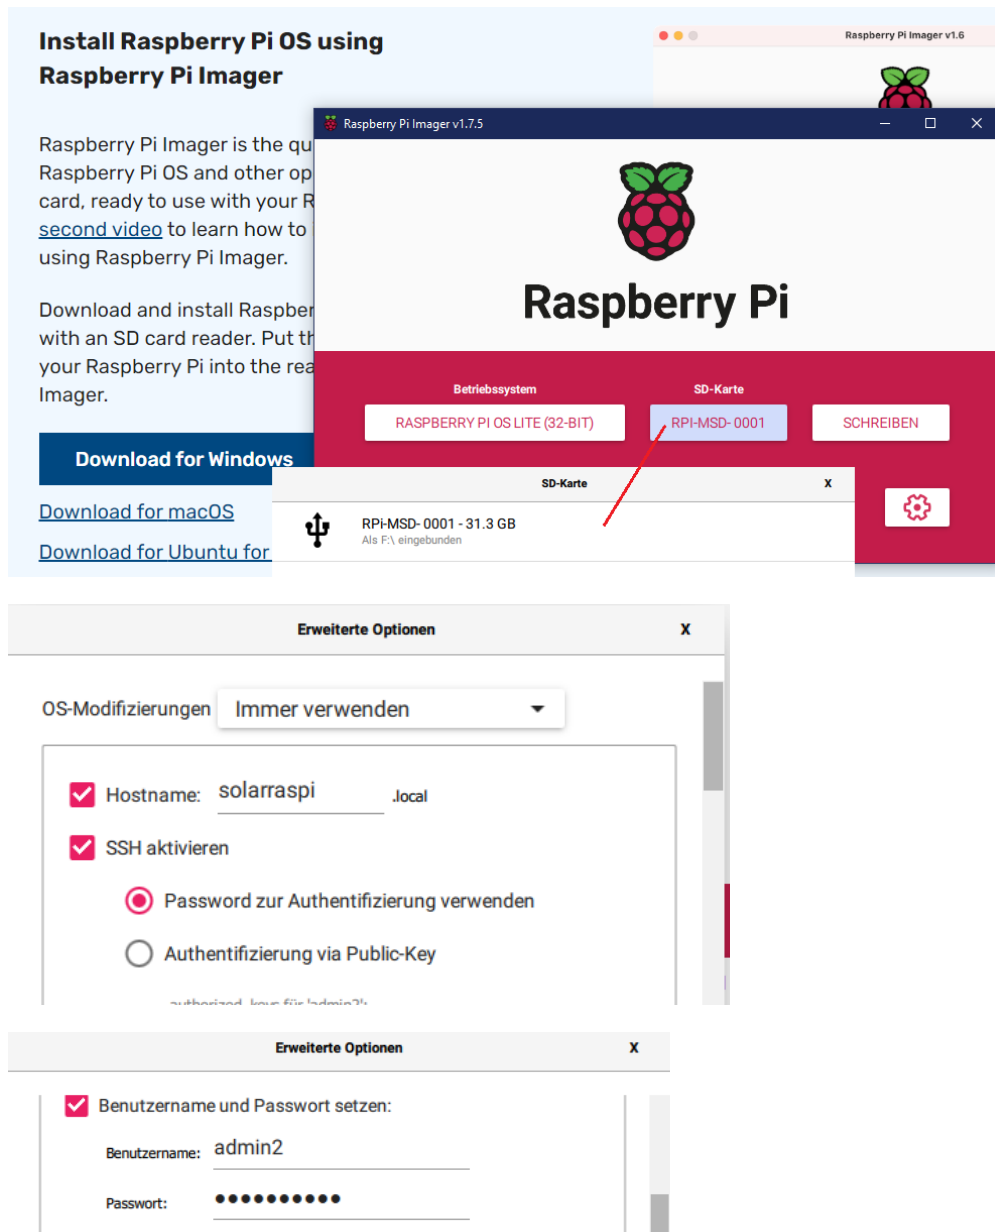 Install Raspberry Pi OS using
Raspberry Pi Imager
Raspberry Pi Imager v1.6
Raspberry Pi Imager v1.7.5
Raspberry Pi Imager is the qu
Raspberry Pi OS and other op
card, ready to use with your R
second video to learn how to
using Raspberry Pi Imager.
Raspberry Pi
Download and install Raspber
with an SD card reader. Put th
your Raspberry Pi into the rea
Imager.
Betriebssystem
SD-Karte
RASPBERRY PI OS LITE (32-BIT)
RPI-MSD- 0001
SCHREIBEN
Download for Windows
Download for macOS
Download for Ubuntu for
SD-Karte
x
RPi-MSD- 0001 - 31.3 GB
Als F:\ eingebunden
Erweiterte Optionen
X
OS-Modifizierungen
Immer verwenden
Hostname: solarraspi .local
SSH aktivieren
Password zur Authentifizierung verwenden
Authentifizierung via Public-Key
authorized_keys für 'admin2':
Erweiterte Optionen
X
Benutzername und Passwort setzen:
Benutzername: admin2
Passwort: ●●●●●●●●●●